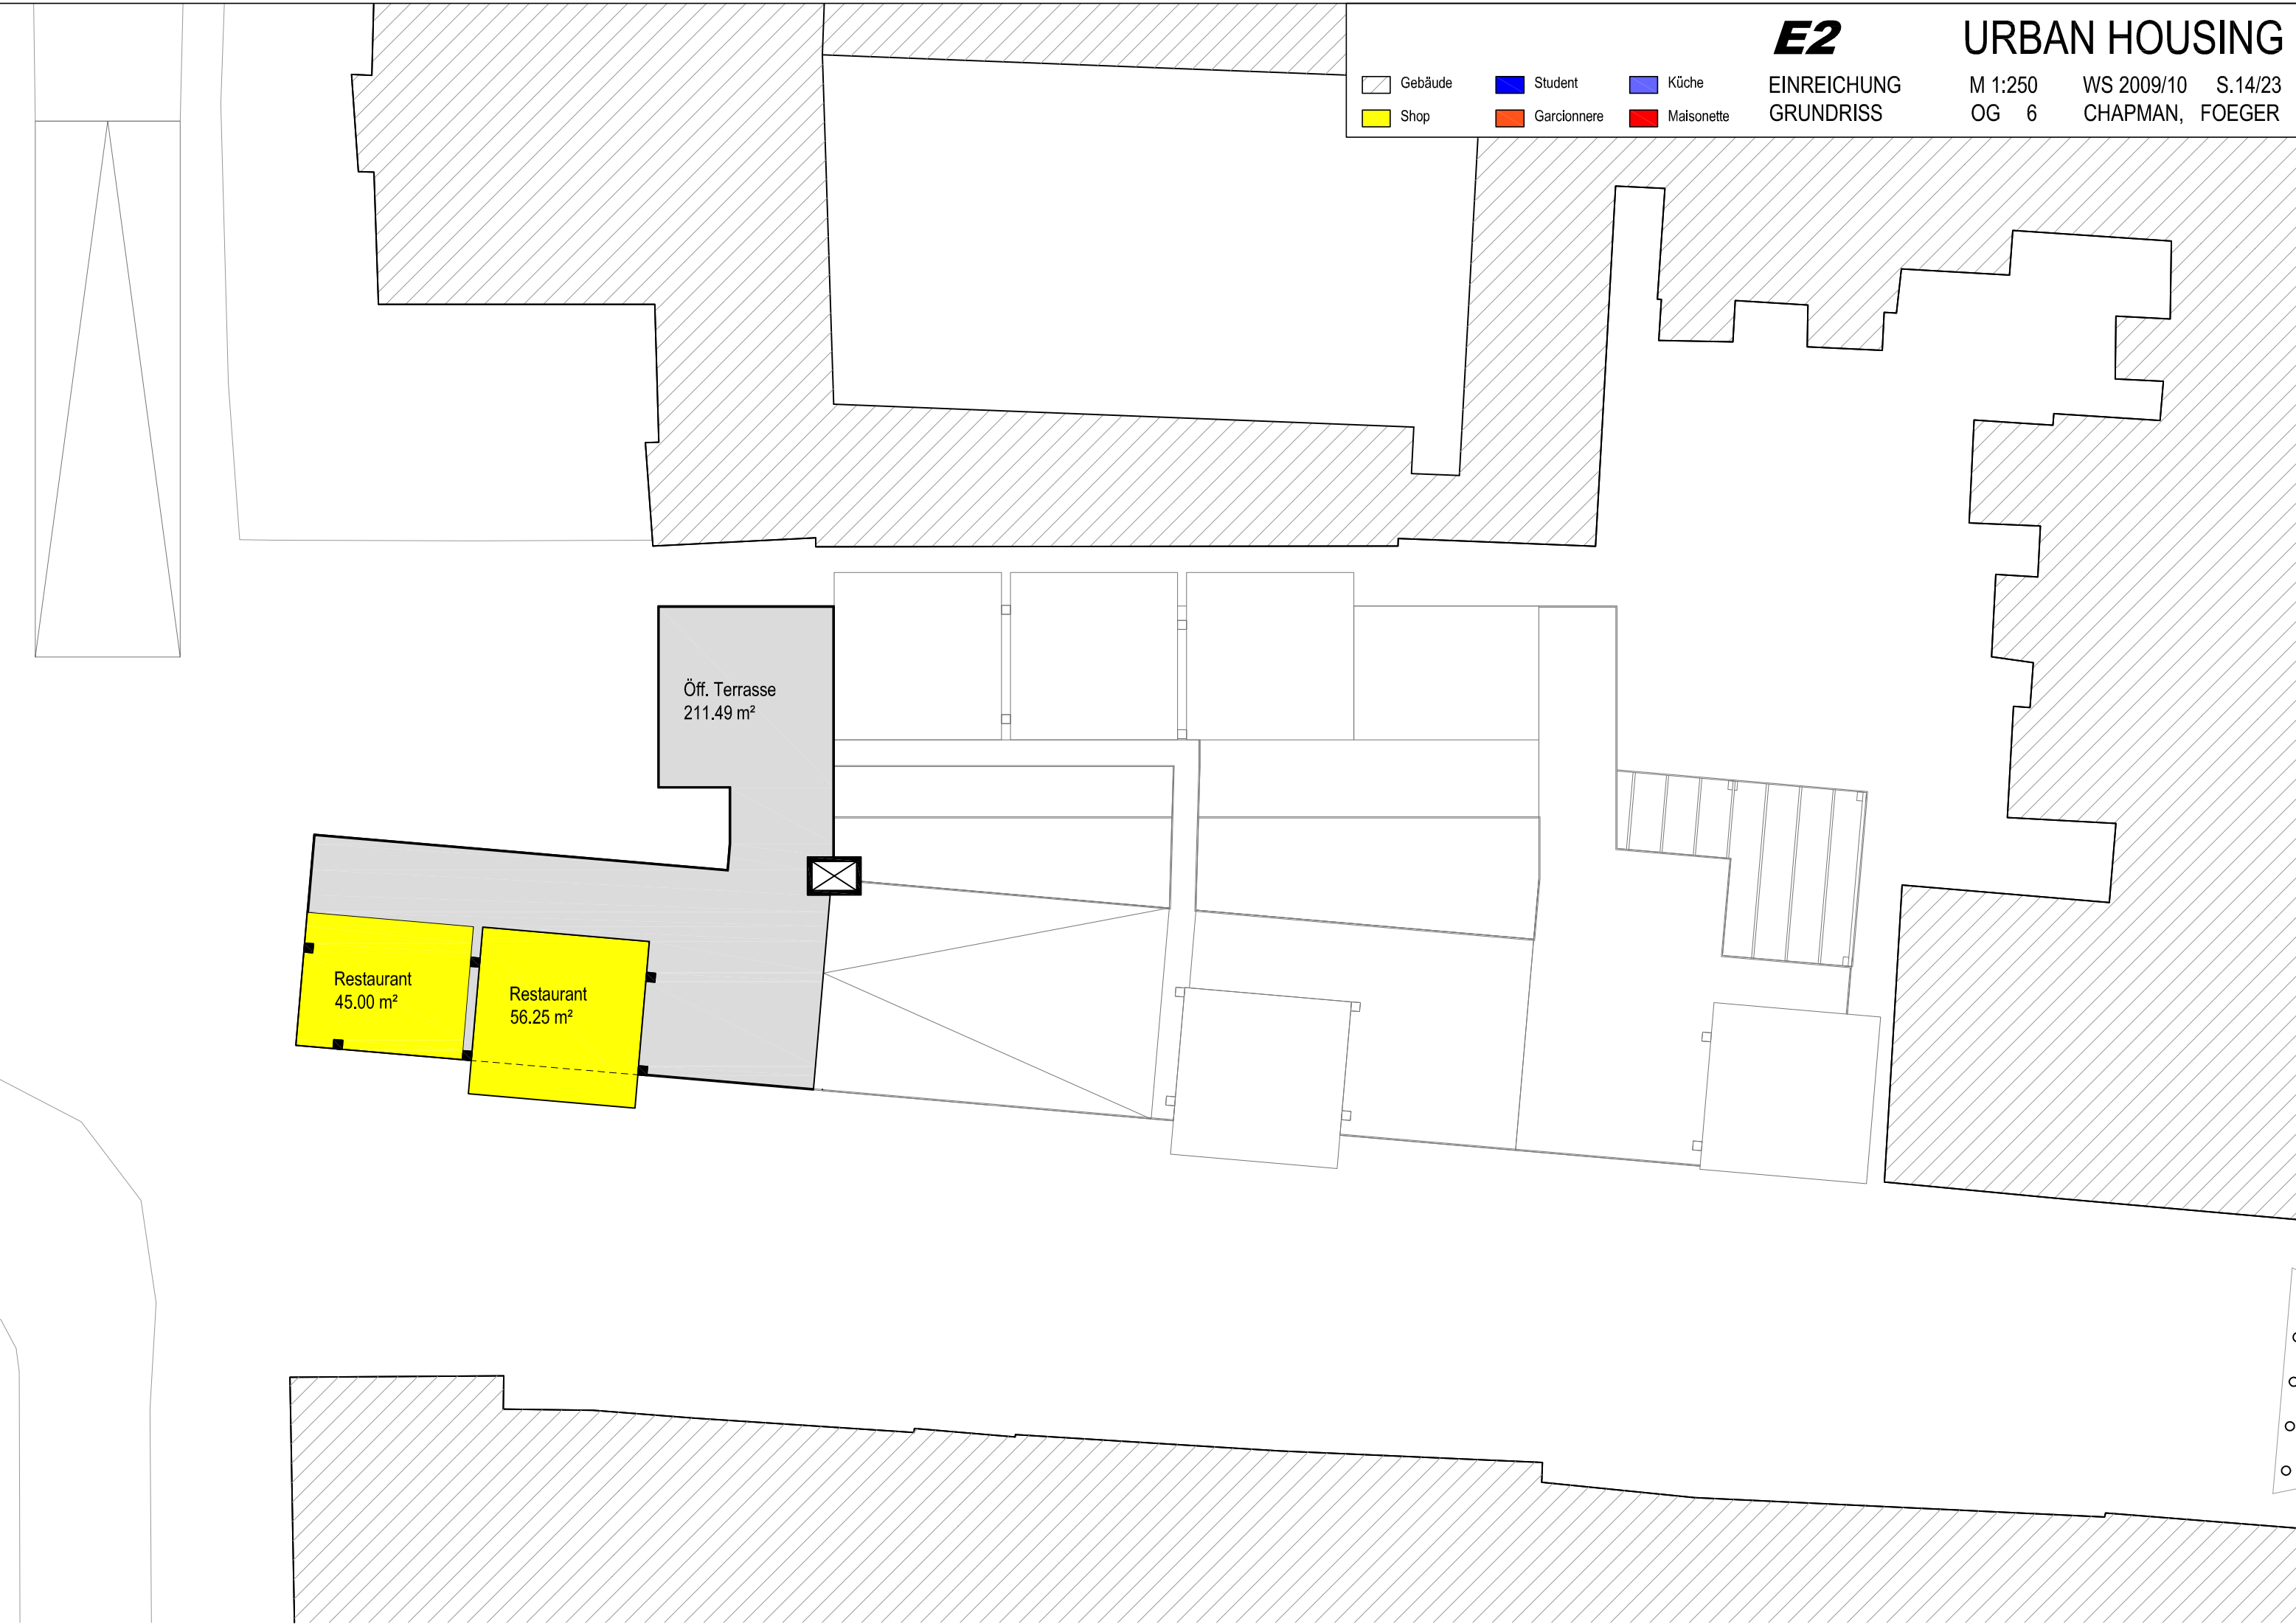 E2 URBAN HOUSING
Gebäude Student Küche EINREICHUNG M 1:250 WS 2009/10 S.14/23
Shop Garcionnere Maisonette GRUNDRISS OG 6 CHAPMAN, FOEGER
Öff. Terrasse
211.49 m²
Restaurant
45.00 m²
Restaurant
56.25 m²